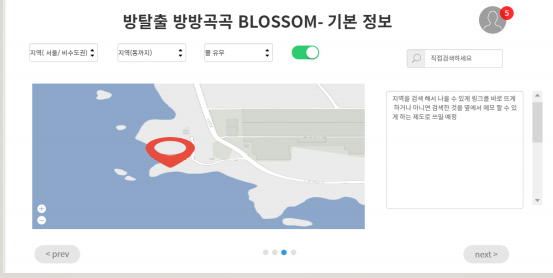 방탈출 방방곡곡 BLOSSOM- 기본 정보
5
지역( 서울/ 비수도권)
지역(동까지)
룸 유무
직접검색하세요
지역을 검색 해서 나올 수 있게 링크를 바로 뜨게
하거나 아니면 검색한 것을 옆에서 메모 할 수 있
게 하는 제도로 쓰일 예정
+
-
< prev
next >